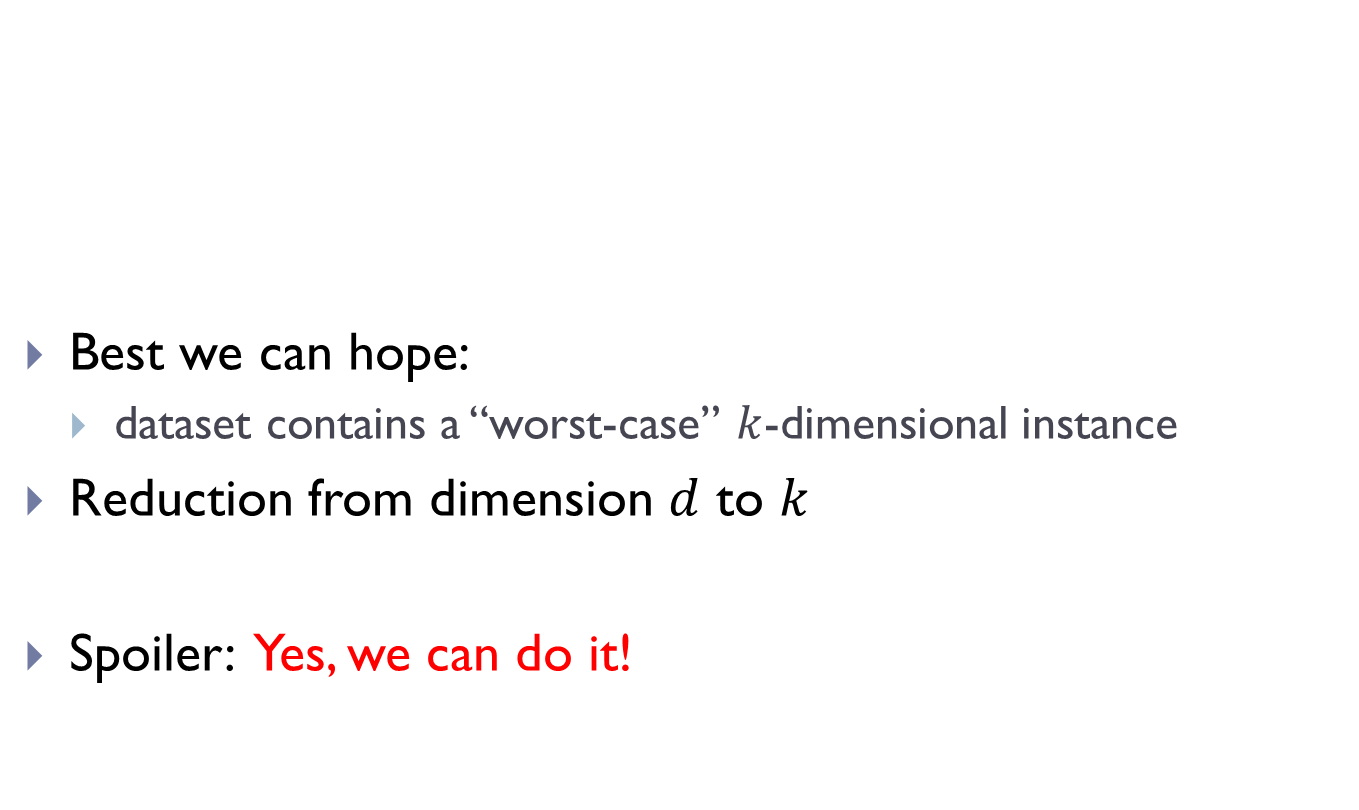 Best we can hope:
dataset contains a “worst-case” 𝑘-dimensional instance
Reduction from dimension 𝑑 to 𝑘
Spoiler: Yes, we can do it!